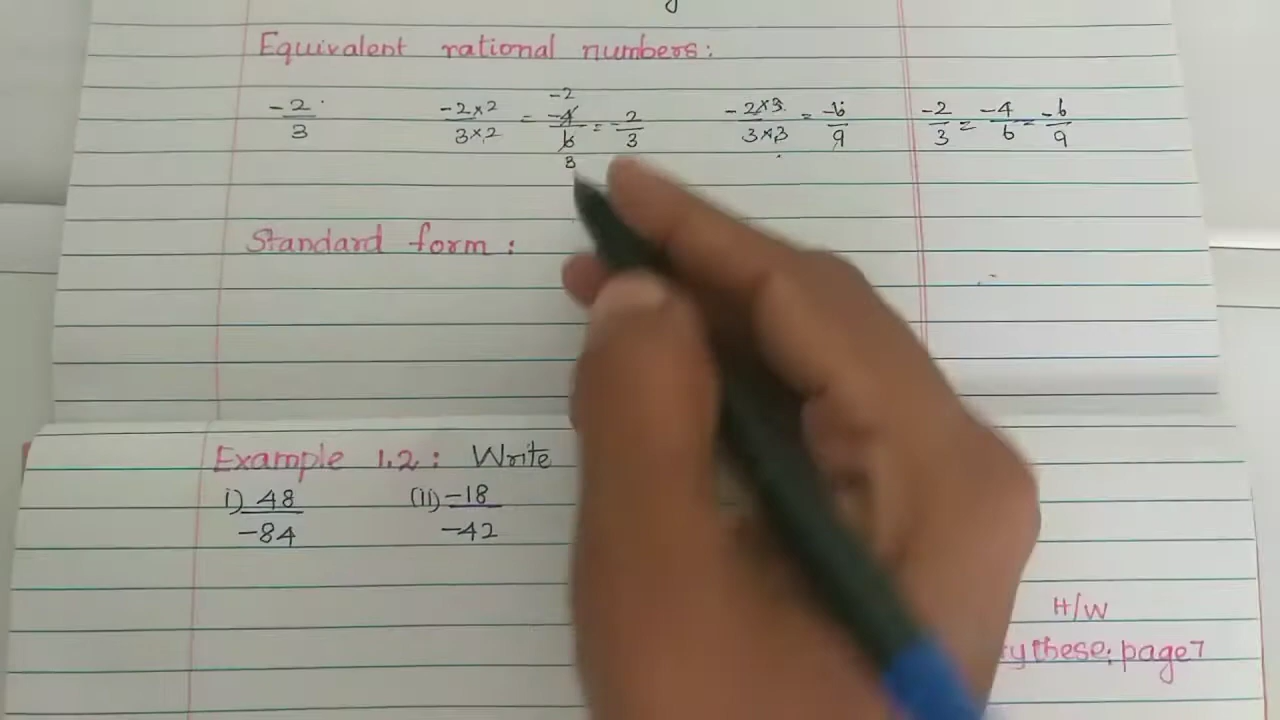 Equivalent rational numbers:
-2/3 -2×2/3×2 = -4/6 = -2/3 -2×3/3×3 = -6/9 -2/3 = -4/6 = -6/9
-2
3
Standard form:
Example 1.2: Write
i) 48/-84 (ii) -18/-42
H/W
these; page 7